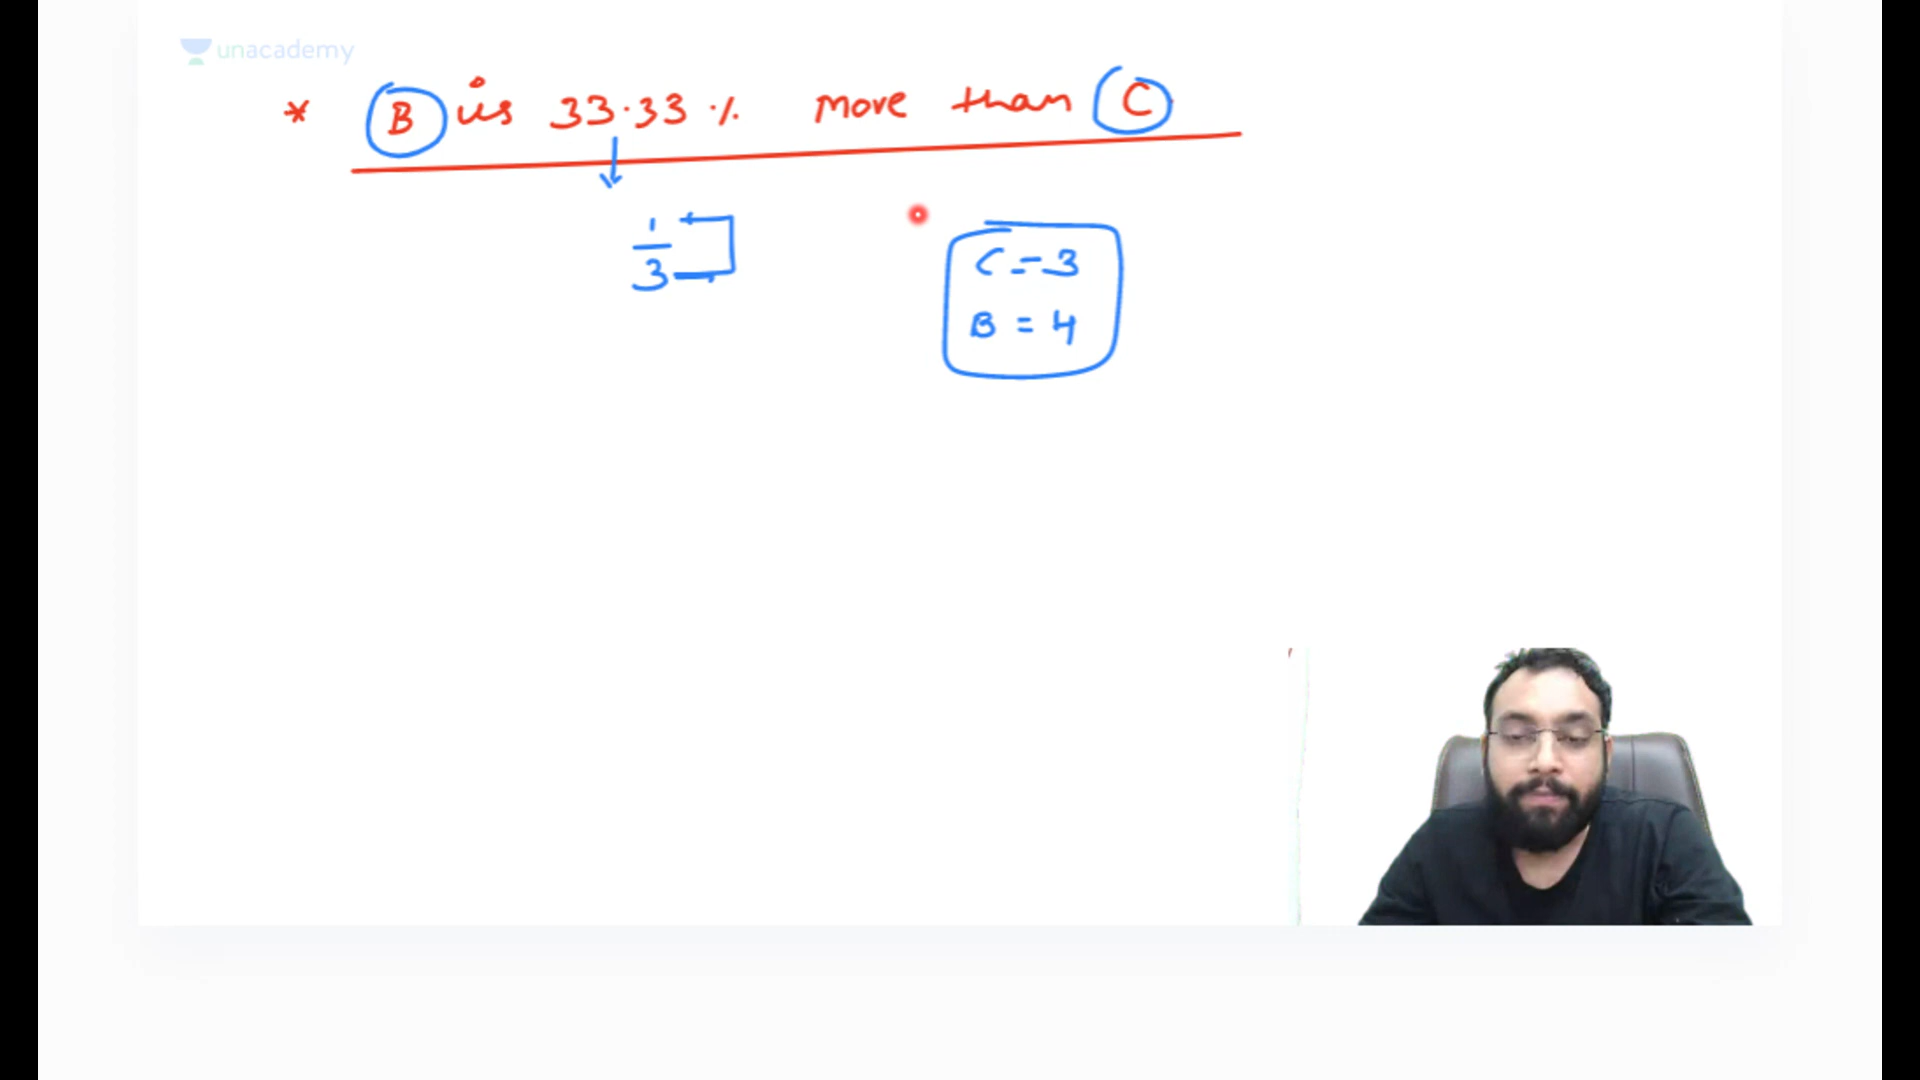 unacademy
* B is 33.33 % more than C
1/3
C = 3
B = 4